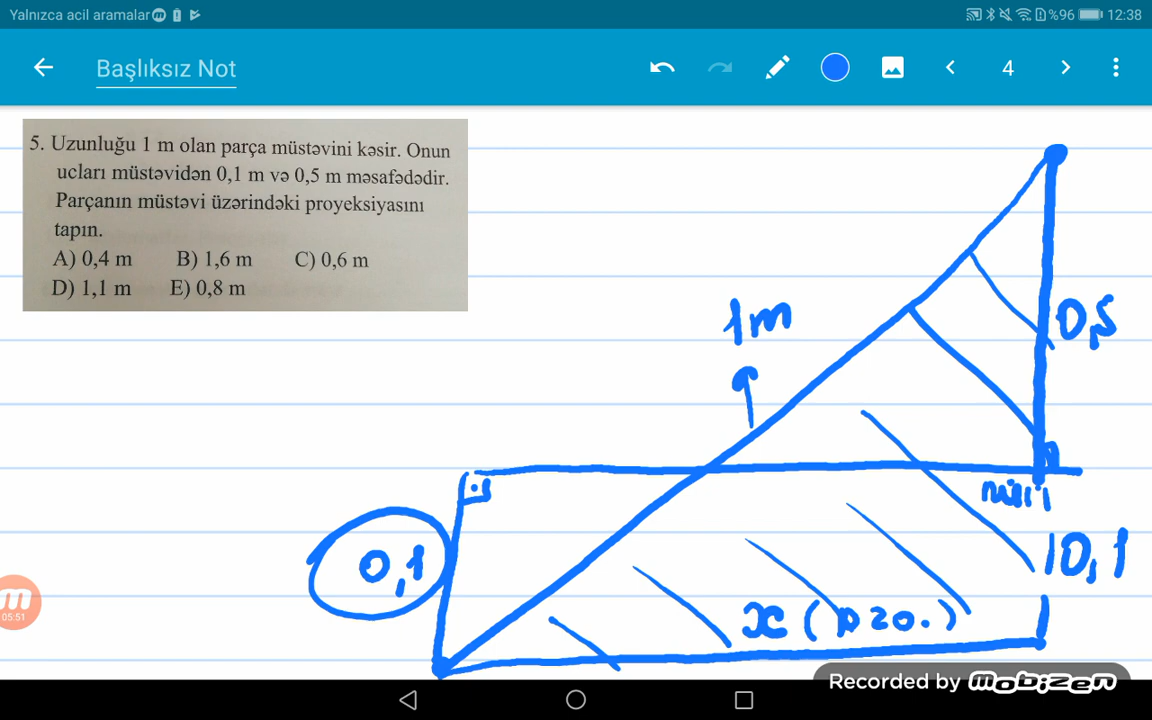 Yalnızca acil aramalar
%96
12:38
Başlıksız Not
4
5. Uzunluğu 1 m olan parça müstəvini kəsir. Onun
ucları müstəvidən 0,1 m və 0,5 m məsafədədir.
Parçanın müstəvi üzərindəki proyeksiyasını
tapın.
A) 0,4 m B) 1,6 m C) 0,6 m
D) 1,1 m E) 0,8 m
1m
0,5
0,1
0,1
x
05:51
Recorded by mobizen